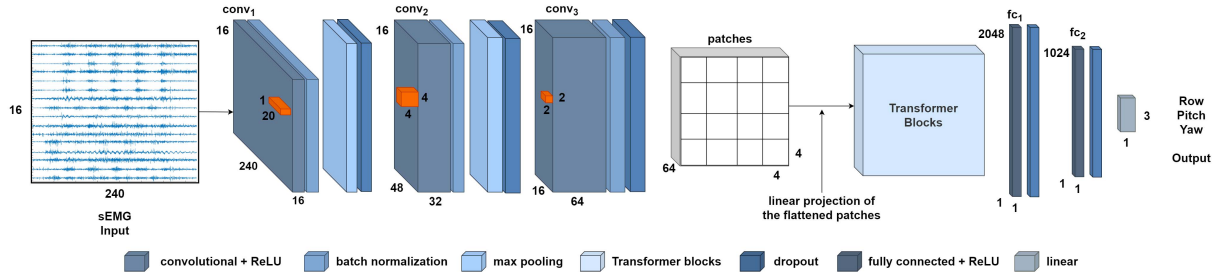 conv1
conv2
conv3
fc1
fc2
16
16
16
16
2048
1024
patches
16
1
20
4
4
2
2
Transformer
Blocks
3
1
Row
Pitch
Yaw
Output
240
48
16
64
4
4
240
16
32
64
1
1
1
1
sEMG
Input
linear projection of
the flattened patches
convolutional + ReLU
batch normalization
max pooling
Transformer blocks
dropout
fully connected + ReLU
linear